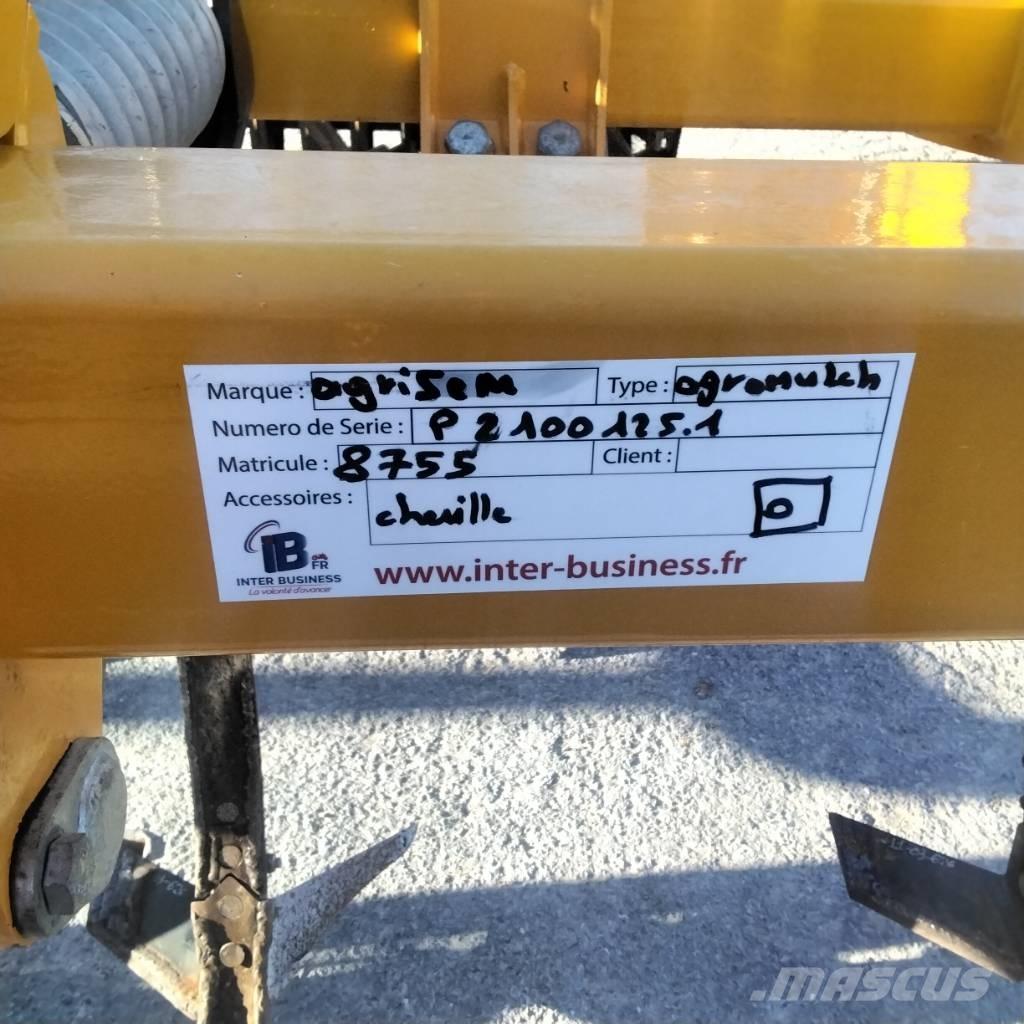 Marque : agrisem Type : agromulch
Numero de Serie : P 2100125.1
Matricule : 8755 Client :
Accessoires : cheville O
iB FR
INTER BUSINESS
La volonté d'avancer
www.inter-business.fr
MASCUS